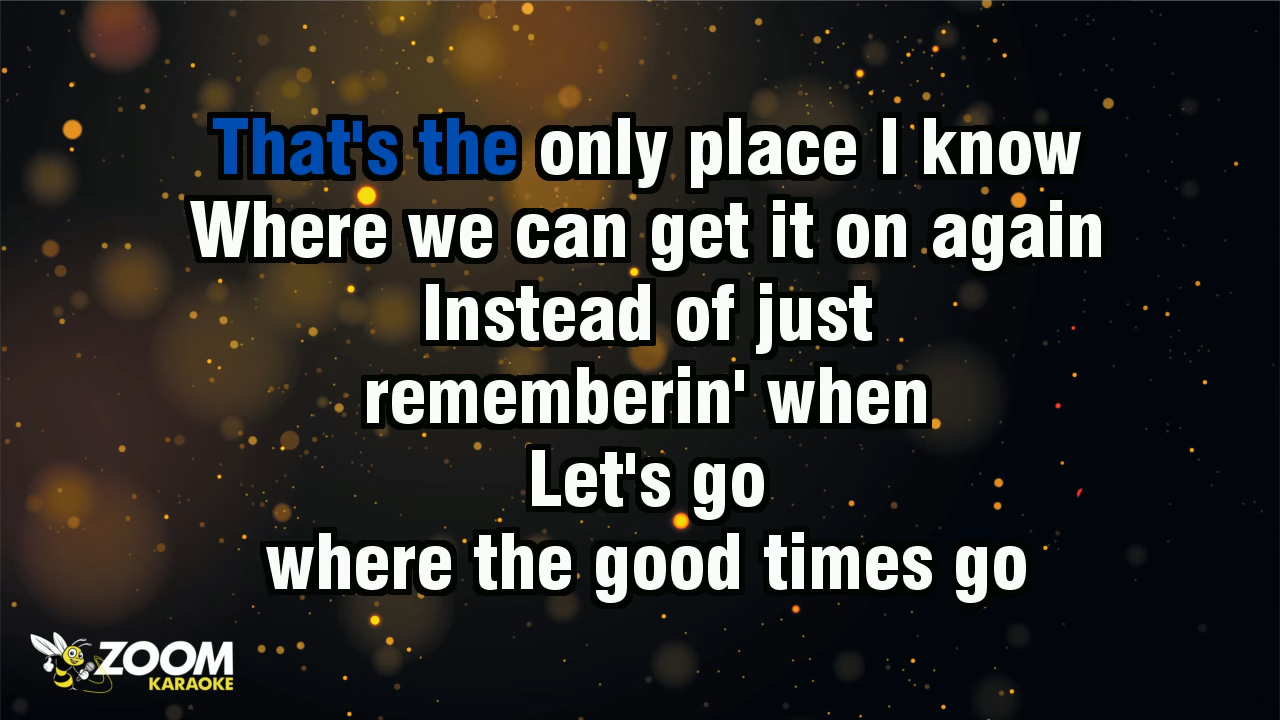 That's the only place I know
Where we can get it on again
Instead of just
rememberin' when
Let's go
where the good times go
ZOOM
KARAOKE